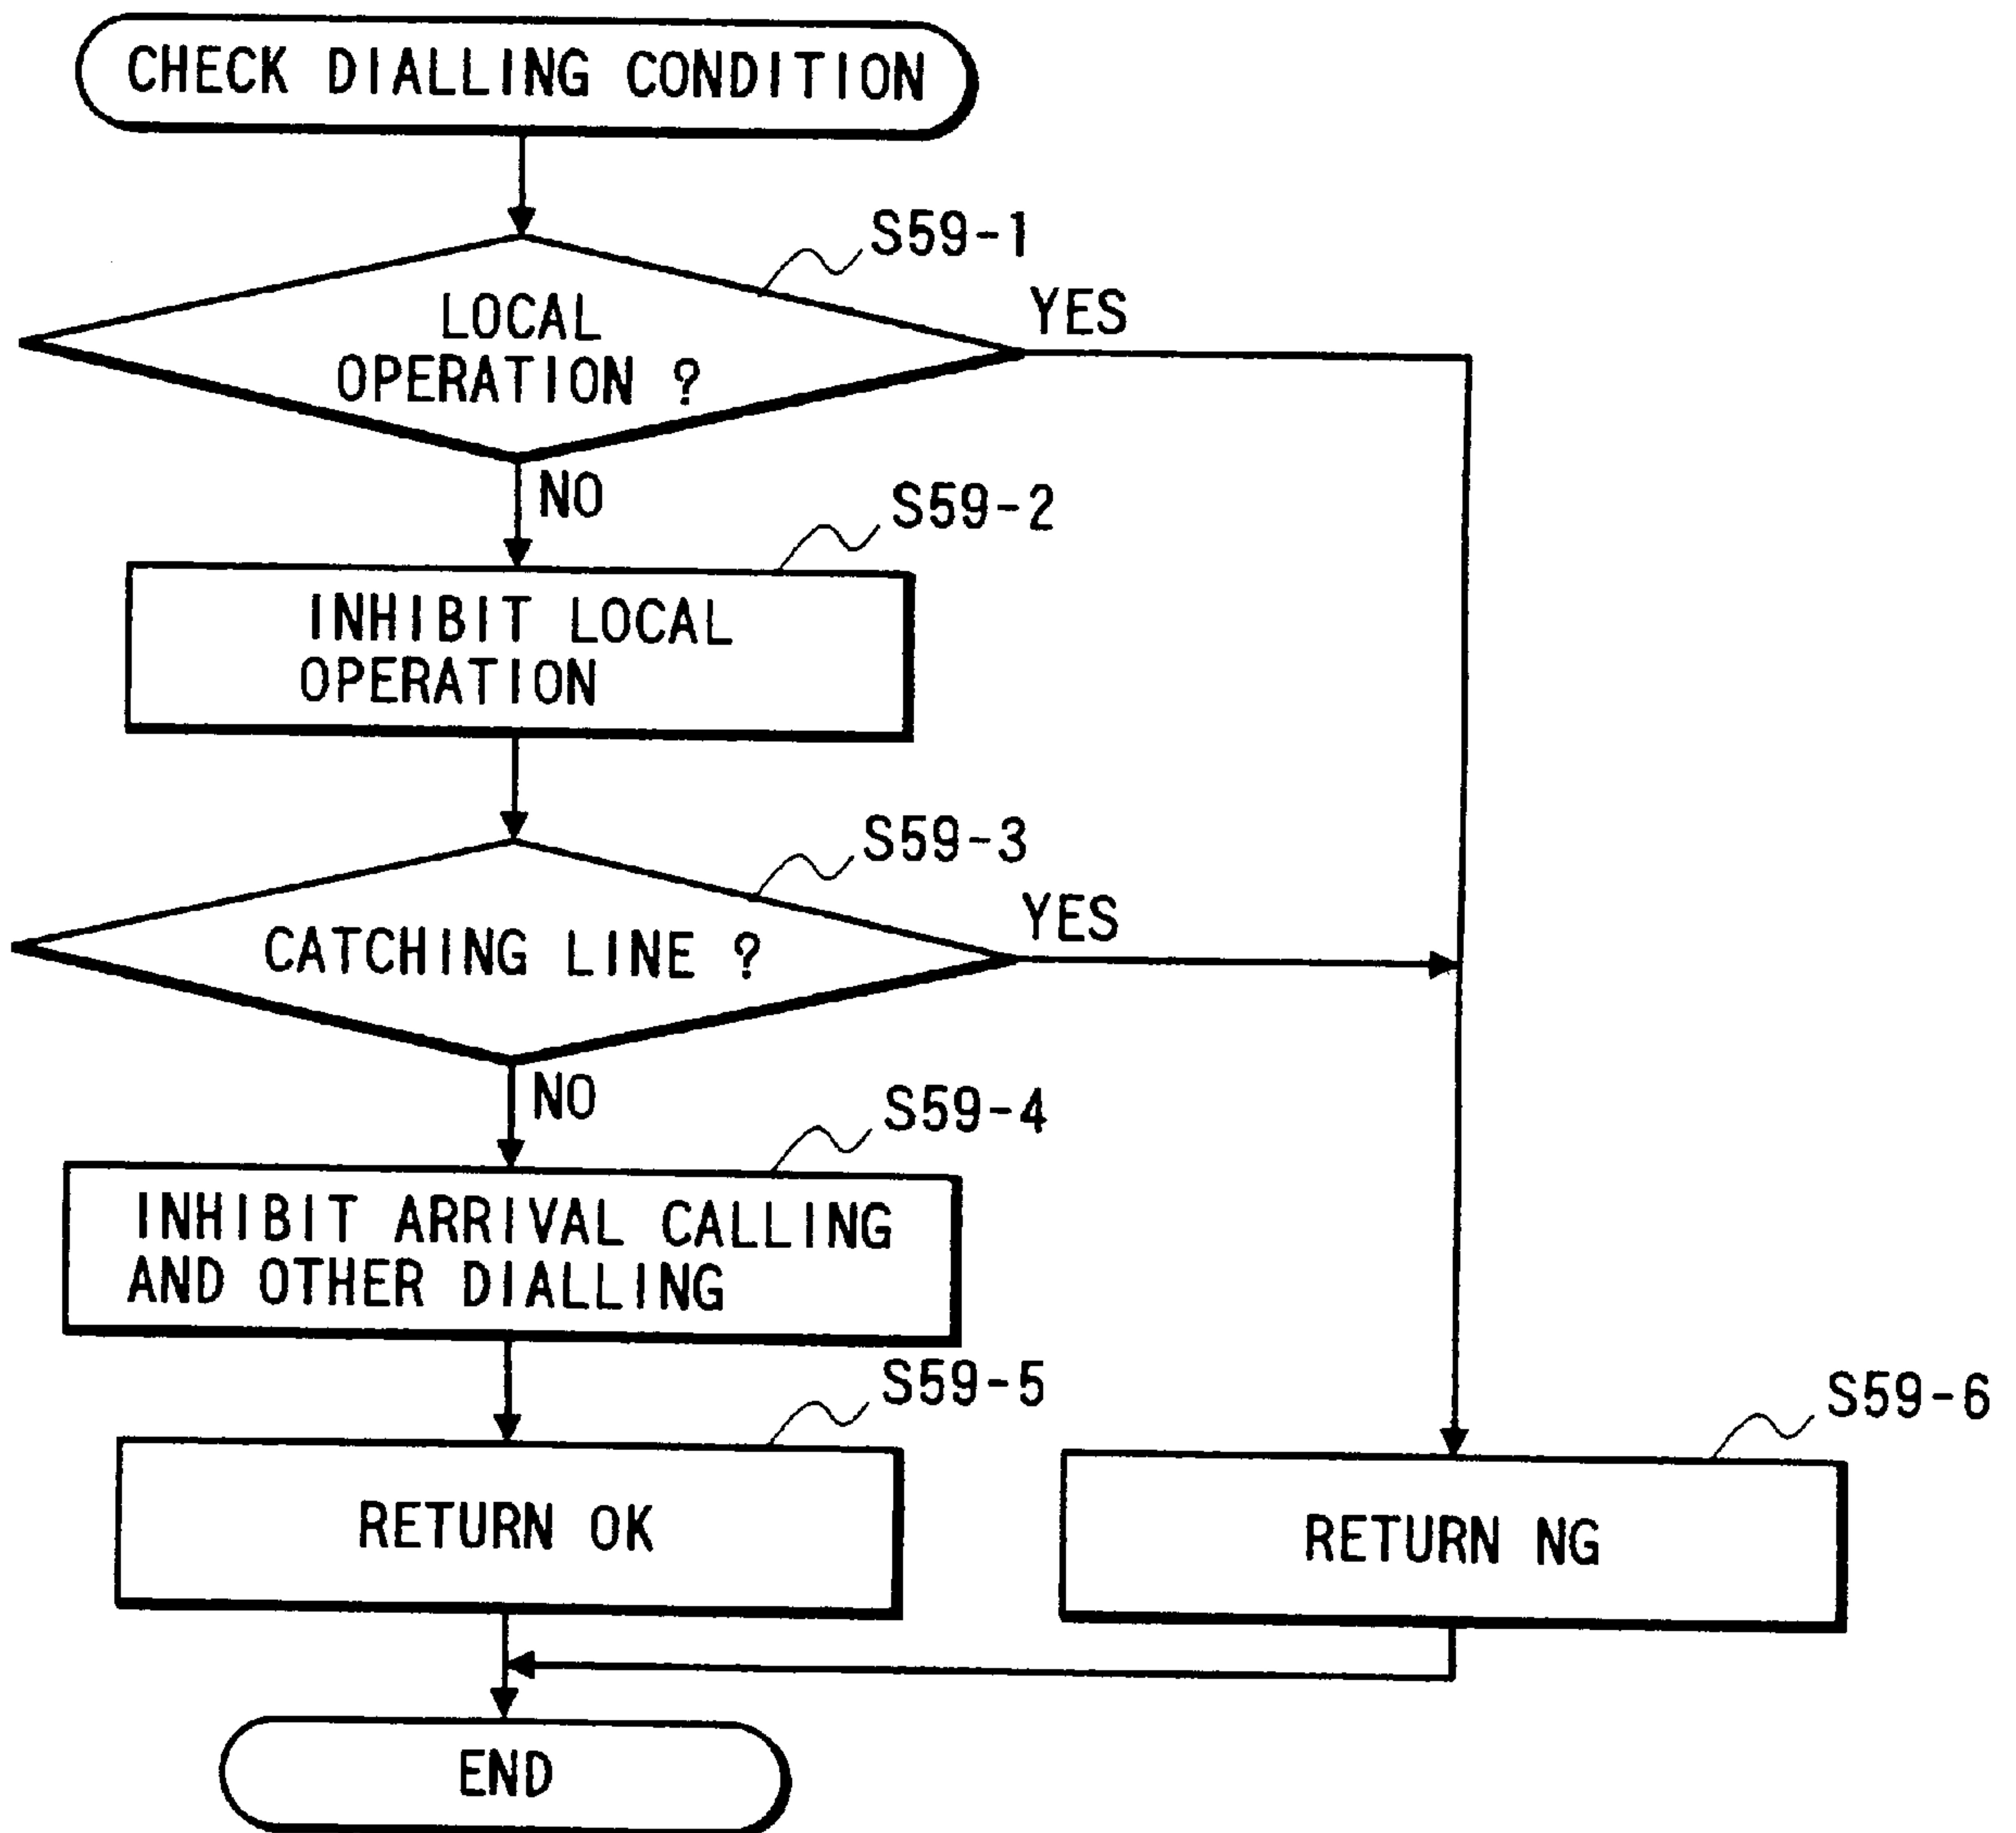 CHECK DIALLING CONDITION
S59-1
LOCAL
OPERATION ?
YES
NO
S59-2
INHIBIT LOCAL
OPERATION
S59-3
CATCHING LINE ?
YES
NO
S59-4
INHIBIT ARRIVAL CALLING
AND OTHER DIALLING
S59-5
RETURN OK
S59-6
RETURN NG
END